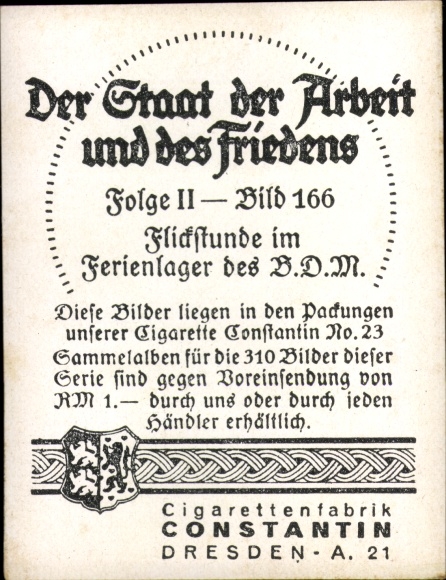 Der Staat der Arbeit
und des Friedens
Folge II — Bild 166
Flickstunde im
Ferienlager des B.D.M.
Diese Bilder liegen in den Packungen
unserer Cigarette Constantin No. 23
Sammelalben für die 310 Bilder dieser
Serie sind gegen Voreinsendung von
RM 1.— durch uns oder durch jeden
Händler erhältlich.
Cigarettenfabrik
CONSTANTIN
DRESDEN - A. 21